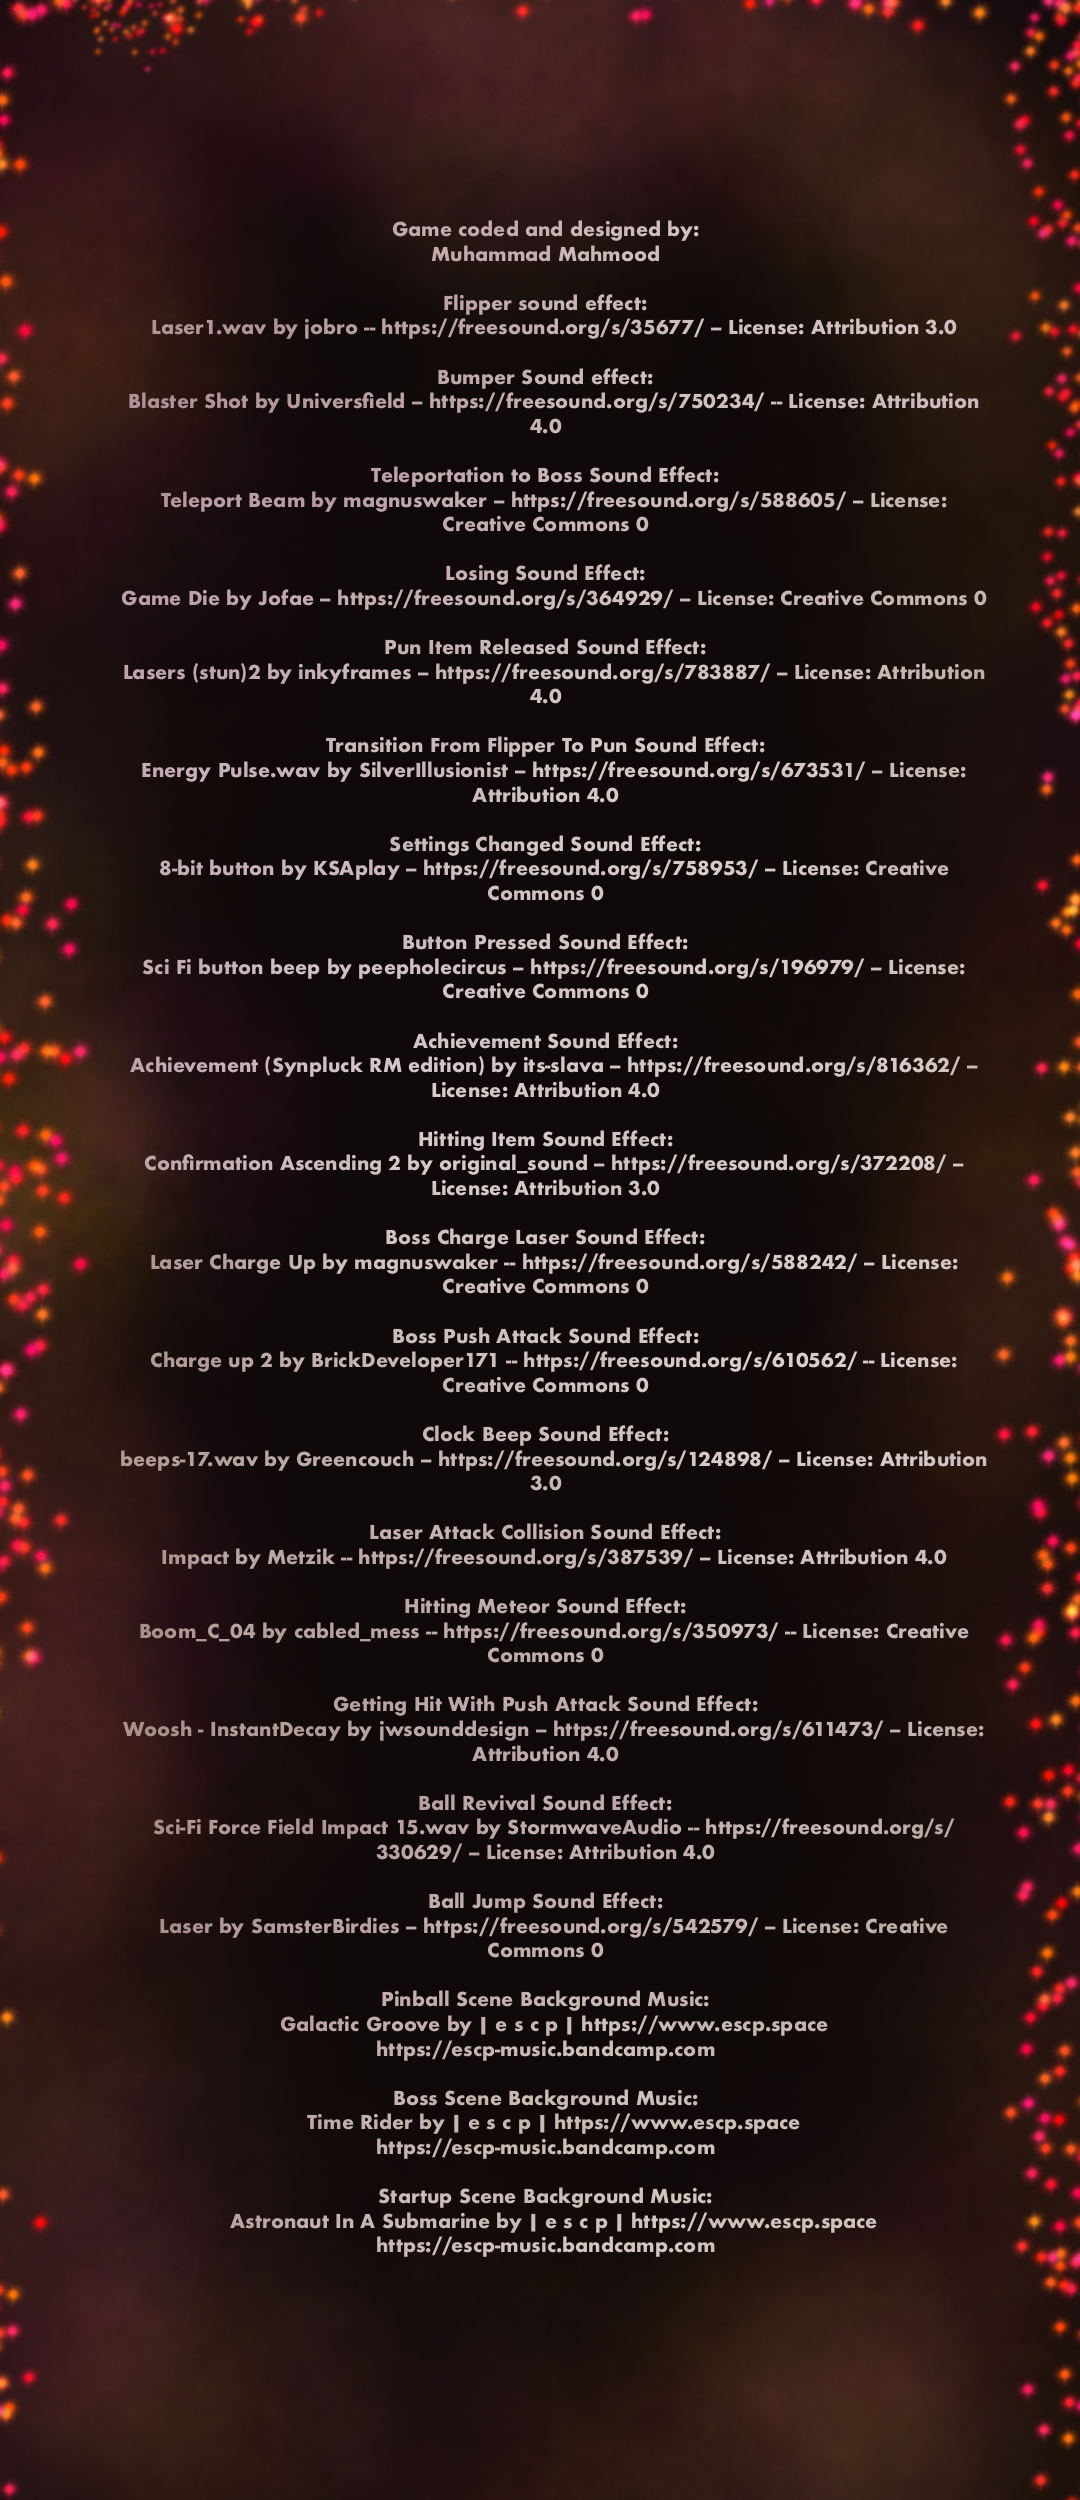 Game coded and designed by:
Muhammad Mahmood
Flipper sound effect:
Laser1.wav by jobro -- https://freesound.org/s/35677/ – License: Attribution 3.0
Bumper Sound effect:
Blaster Shot by Universfield – https://freesound.org/s/750234/ -- License: Attribution
4.0
Teleportation to Boss Sound Effect:
Teleport Beam by magnuswaker – https://freesound.org/s/588605/ – License:
Creative Commons 0
Losing Sound Effect:
Game Die by Jofae – https://freesound.org/s/364929/ – License: Creative Commons 0
Pun Item Released Sound Effect:
Lasers (stun)2 by inkyframes – https://freesound.org/s/783887/ – License: Attribution
4.0
Transition From Flipper To Pun Sound Effect:
Energy Pulse.wav by SilverIllusionist – https://freesound.org/s/673531/ – License:
Attribution 4.0
Settings Changed Sound Effect:
8-bit button by KSAplay – https://freesound.org/s/758953/ – License: Creative
Commons 0
Button Pressed Sound Effect:
Sci Fi button beep by peepholecircus – https://freesound.org/s/196979/ – License:
Creative Commons 0
Achievement Sound Effect:
Achievement (Synpluck RM edition) by its-slava – https://freesound.org/s/816362/ –
License: Attribution 4.0
Hitting Item Sound Effect:
Confirmation Ascending 2 by original_sound – https://freesound.org/s/372208/ –
License: Attribution 3.0
Boss Charge Laser Sound Effect:
Laser Charge Up by magnuswaker -- https://freesound.org/s/588242/ – License:
Creative Commons 0
Boss Push Attack Sound Effect:
Charge up 2 by BrickDeveloper171 -- https://freesound.org/s/610562/ -- License:
Creative Commons 0
Clock Beep Sound Effect:
beeps-17.wav by Greencouch – https://freesound.org/s/124898/ – License: Attribution
3.0
Laser Attack Collision Sound Effect:
Impact by Metzik -- https://freesound.org/s/387539/ – License: Attribution 4.0
Hitting Meteor Sound Effect:
Boom_C_04 by cabled_mess -- https://freesound.org/s/350973/ -- License: Creative
Commons 0
Getting Hit With Push Attack Sound Effect:
Woosh - InstantDecay by jwsounddesign – https://freesound.org/s/611473/ – License:
Attribution 4.0
Ball Revival Sound Effect:
Sci-Fi Force Field Impact 15.wav by StormwaveAudio -- https://freesound.org/s/
330629/ – License: Attribution 4.0
Ball Jump Sound Effect:
Laser by SamsterBirdies – https://freesound.org/s/542579/ – License: Creative
Commons 0
Pinball Scene Background Music:
Galactic Groove by | e s c p | https://www.escp.space
https://escp-music.bandcamp.com
Boss Scene Background Music:
Time Rider by | e s c p | https://www.escp.space
https://escp-music.bandcamp.com
Startup Scene Background Music:
Astronaut In A Submarine by | e s c p | https://www.escp.space
https://escp-music.bandcamp.com